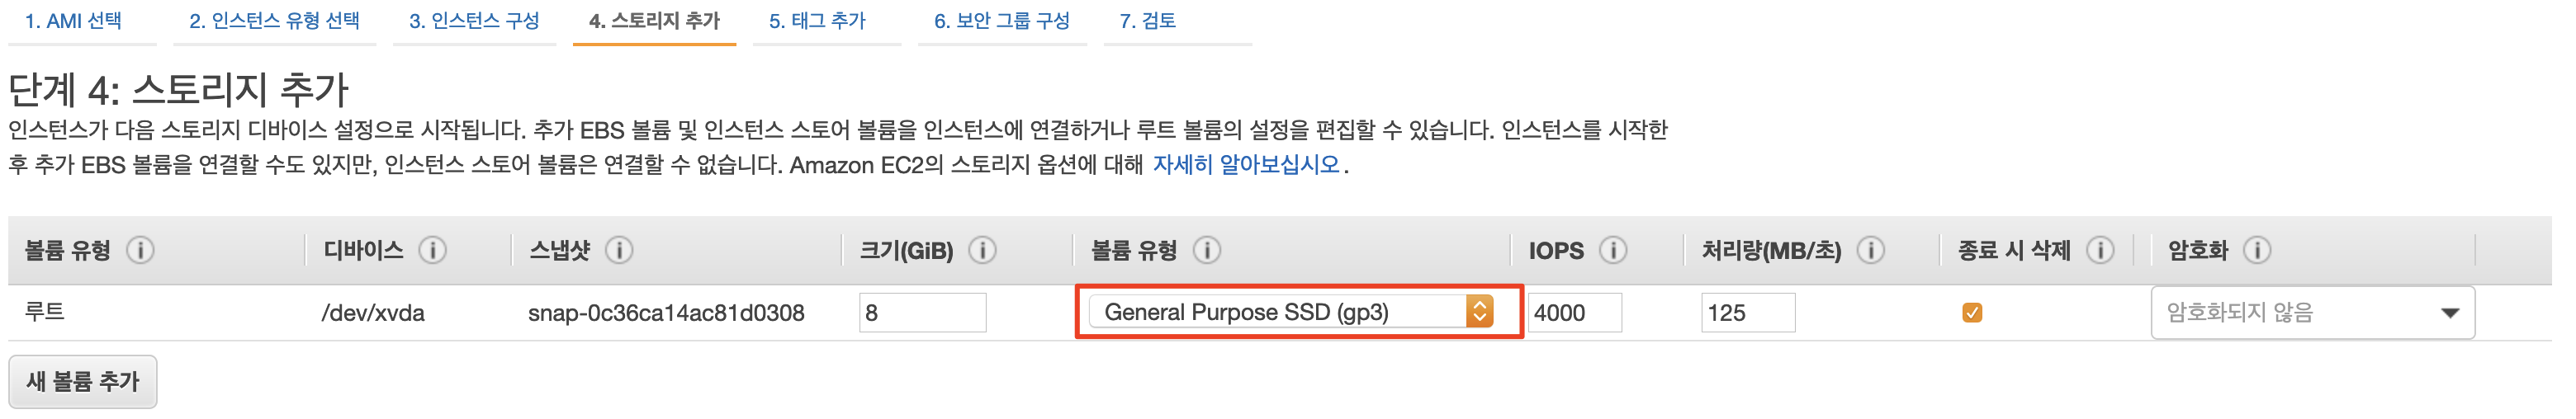 1. AMI 선택 2. 인스턴스 유형 선택 3. 인스턴스 구성 4. 스토리지 추가 5. 태그 추가 6. 보안 그룹 구성 7. 검토
단계 4: 스토리지 추가
인스턴스가 다음 스토리지 디바이스 설정으로 시작됩니다. 추가 EBS 볼륨 및 인스턴스 스토어 볼륨을 인스턴스에 연결하거나 루트 볼륨의 설정을 편집할 수 있습니다. 인스턴스를 시작한
후 추가 EBS 볼륨을 연결할 수도 있지만, 인스턴스 스토어 볼륨은 연결할 수 없습니다. Amazon EC2의 스토리지 옵션에 대해 자세히 알아보십시오.
볼륨 유형 디바이스 스냅샷 크기(GiB) 볼륨 유형 IOPS 처리량(MB/초) 종료 시 삭제 암호화
루트 /dev/xvda snap-0c36ca14ac81d0308 8 General Purpose SSD (gp3) 4000 125 암호화되지 않음
새 볼륨 추가